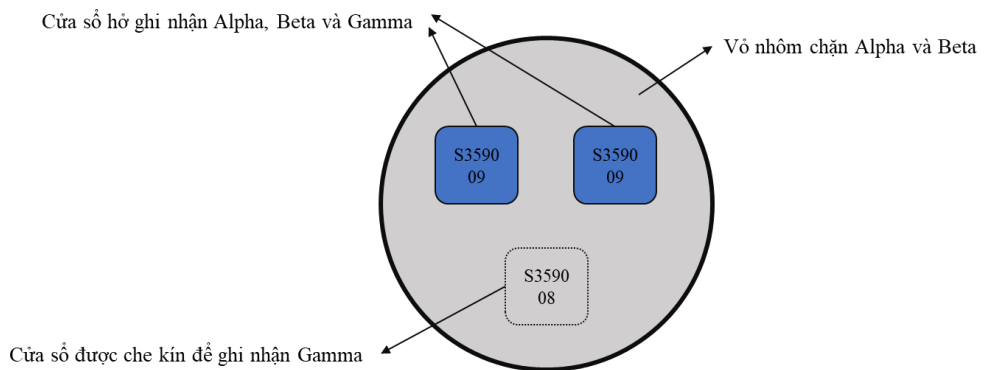 Cửa sổ hở ghi nhận Alpha, Beta và Gamma
Vỏ nhôm chặn Alpha và Beta
S3590
09
S3590
09
S3590
08
Cửa sổ được che kín để ghi nhận Gamma